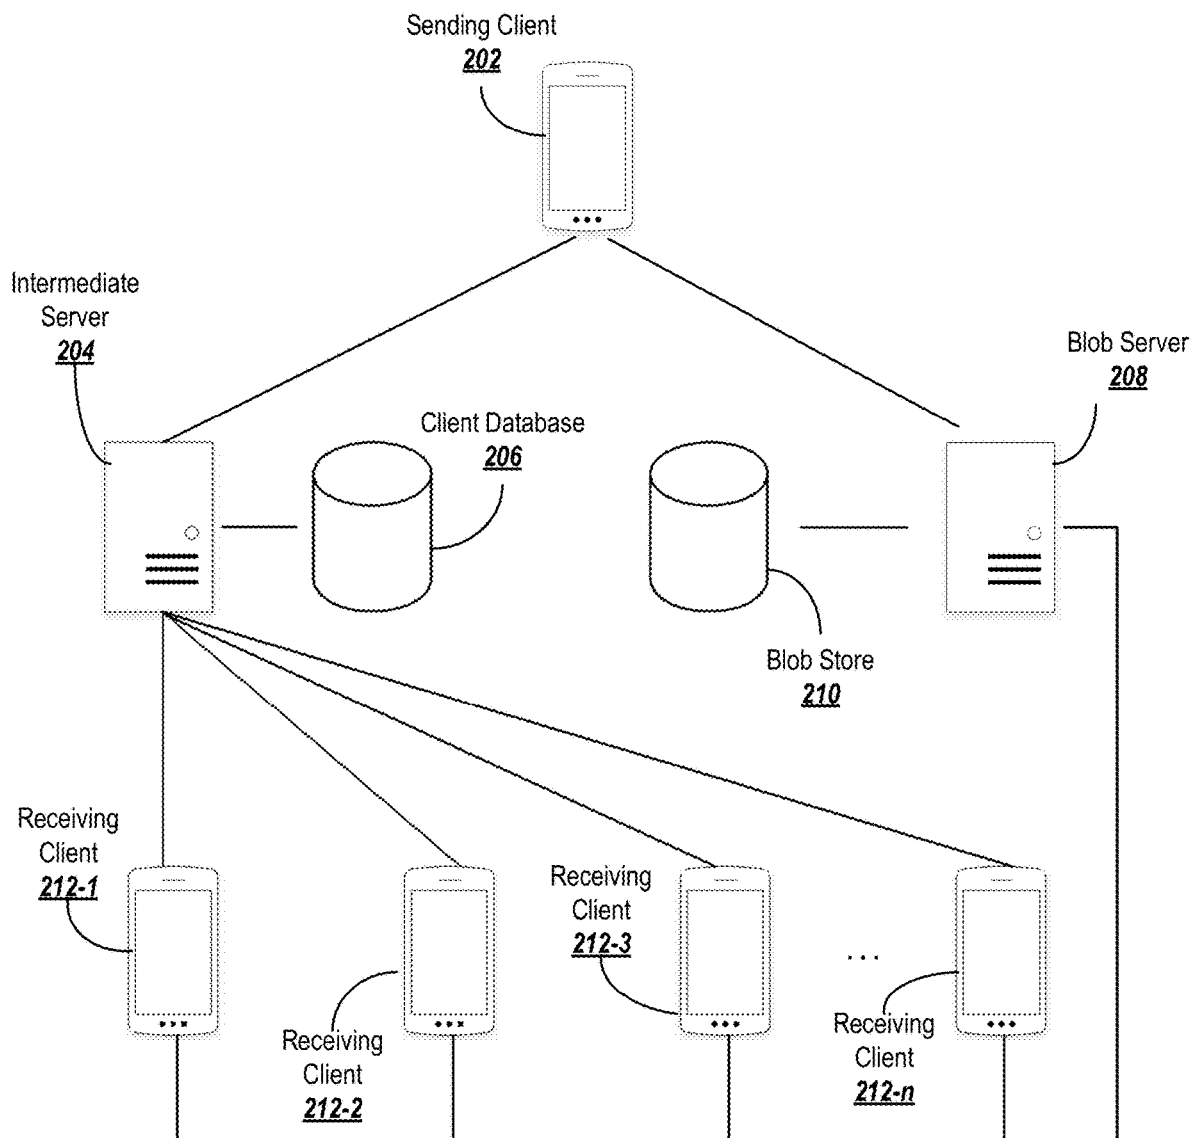 Sending Client
202
Intermediate
Server
204
Blob Server
208
Client Database
206
Blob Store
210
Receiving
Client
212-1
Receiving
Client
212-2
Receiving
Client
212-3
...
Receiving
Client
212-n